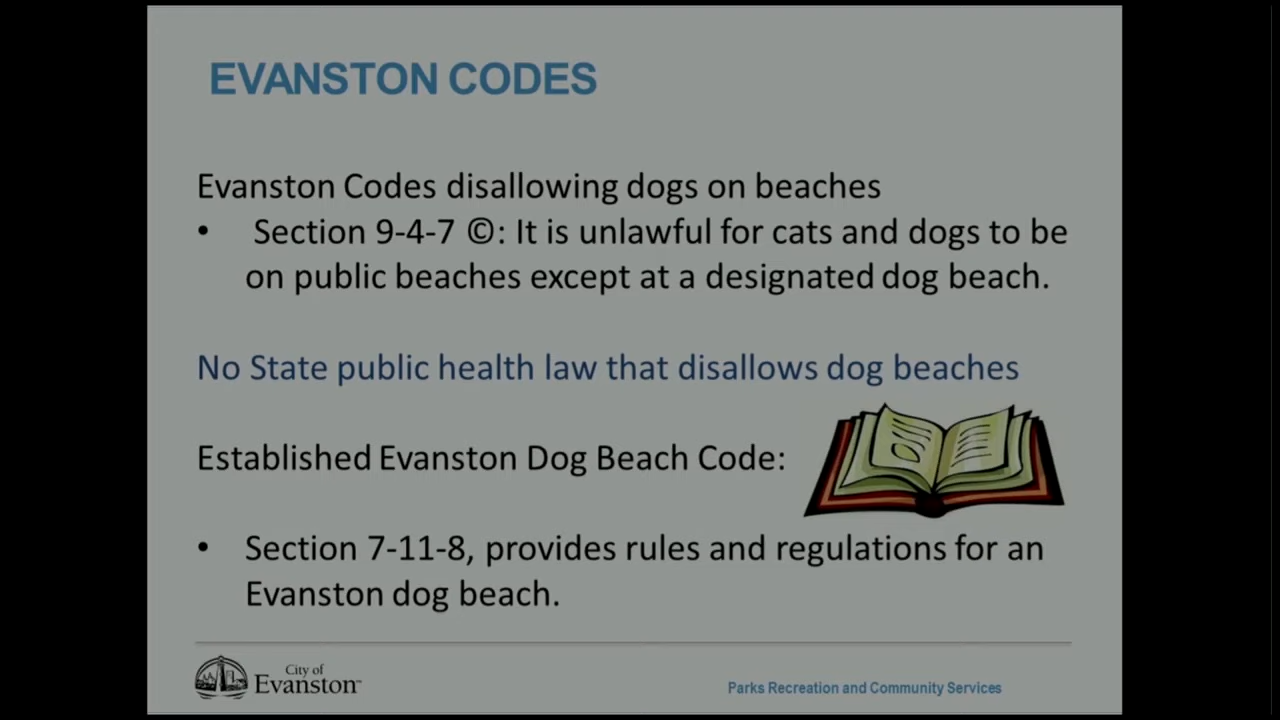 EVANSTON CODES
Evanston Codes disallowing dogs on beaches
• Section 9-4-7 ©: It is unlawful for cats and dogs to be
on public beaches except at a designated dog beach.
No State public health law that disallows dog beaches
Established Evanston Dog Beach Code:
• Section 7-11-8, provides rules and regulations for an
Evanston dog beach.
City of
Evanston™
Parks Recreation and Community Services